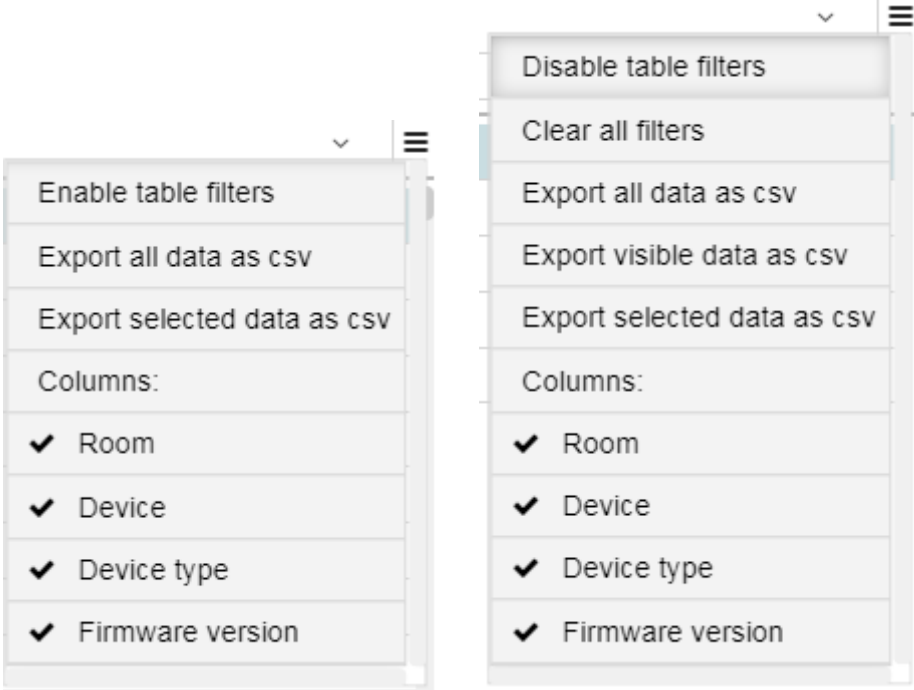 Enable table filters
Export all data as csv
Export selected data as csv
Columns:
Room
Device
Device type
Firmware version
Disable table filters
Clear all filters
Export all data as csv
Export visible data as csv
Export selected data as csv
Columns:
Room
Device
Device type
Firmware version